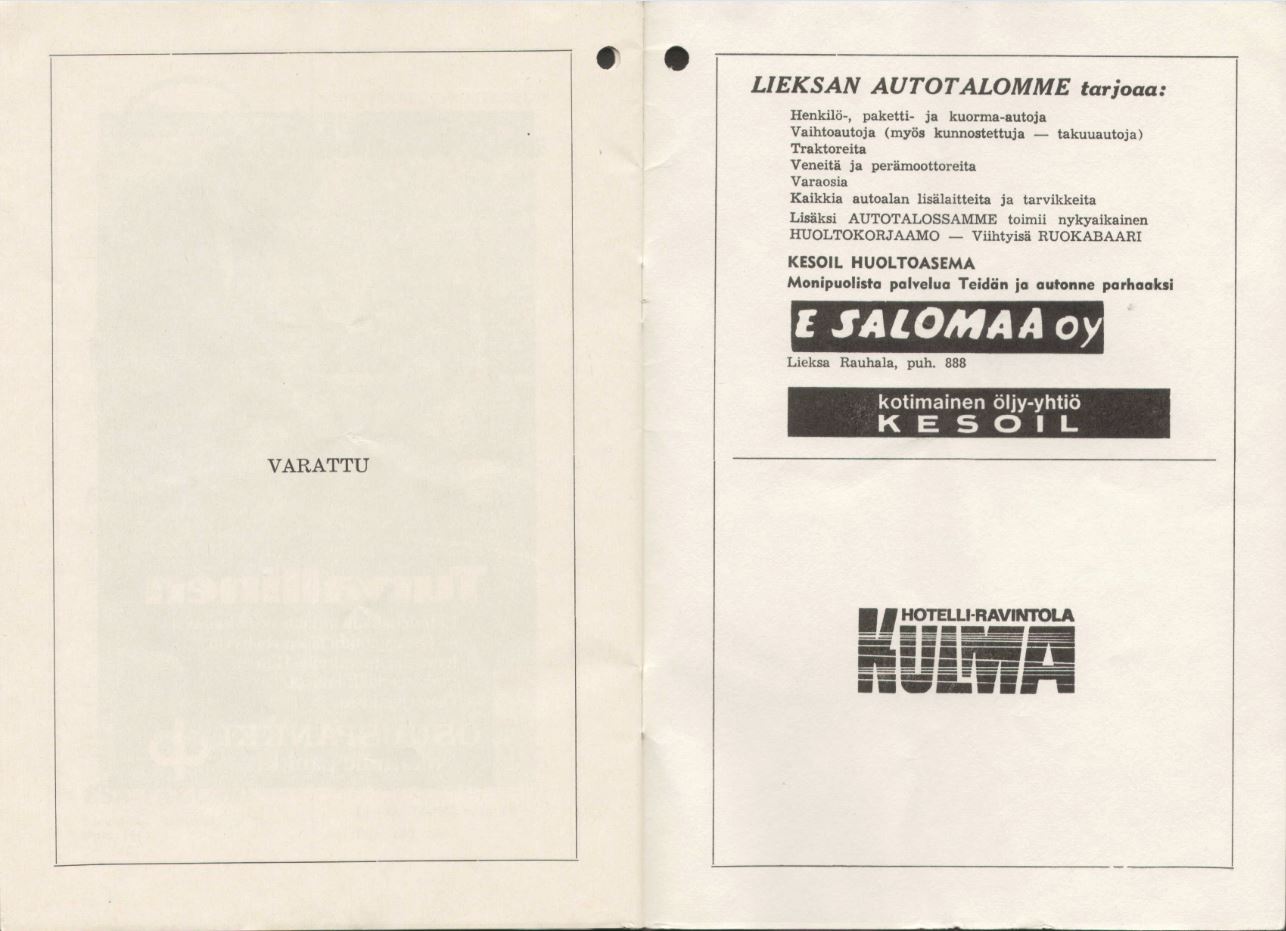 VARATTU
LIEKSAN AUTOTALOMME tarjoaa:
Henkilö-, paketti- ja kuorma-autoja
Vaihtoautoja (myös kunnostettuja — takuuautoja)
Traktoreita
Veneitä ja perämoottoreita
Varaosia
Kaikkia autoalan lisälaitteita ja tarvikkeita
Lisäksi AUTOTALOSSAMME toimii nykyaikainen
HUOLTOKORJAAMO — Viihtyisä RUOKABAARI
KESOIL HUOLTOASEMA
Monipuolista palvelua Teidän ja autonne parhaaksi
E SALOMAA OY
Lieksa Rauhala, puh. 888
kotimainen öljy-yhtiö
KESOIL
HOTELLI-RAVINTOLA
KULMA